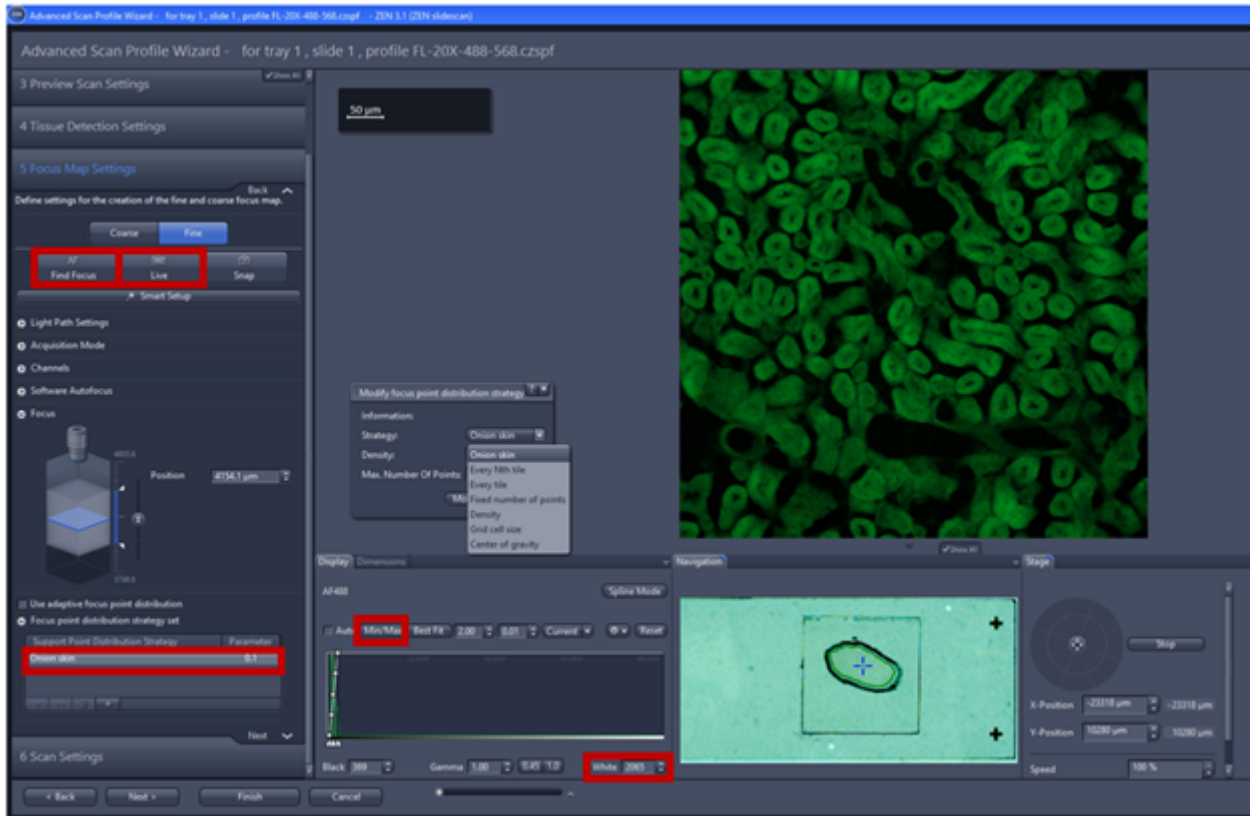 Advanced Scan Profile Wizard - for tray 1 , slide 1 , profile FL-20X-488-568.czspf - ZEN 3.1 (ZEN slidescan)
Advanced Scan Profile Wizard - for tray 1 , slide 1 , profile FL-20X-488-568.czspf
Show All
3 Preview Scan Settings
4 Tissue Detection Settings
5 Focus Map Settings
Back
Define settings for the creation of the fine and coarse focus map.
Coarse Fine
AF
Find Focus Live Snap
Smart Setup
Light Path Settings
Acquisition Mode
Channels
Software Autofocus
Focus
Position 4154.1 µm
Use adaptive focus point distribution
Focus point distribution strategy set
Support Point Distribution Strategy Parameter
Onion skin 0.1
Next
6 Scan Settings
< Back Next > Finish Cancel
50 µm
Modify focus point distribution strategy ? ×
Information:
Strategy: Onion skin
Density:
Max. Number Of Points:
Onion skin
Every Nth tile
Every tile
Fixed number of points
Density
Grid cell size
Center of gravity
Show All
Display Dimensions
AF488 Spline Mode
Auto Min/Max Best Fit 2.00 0.01 Current Reset
Black 369 Gamma 1.00 0.45 1.0 White 2065
Navigation
Stage
Stop
X-Position -23318 µm -23318 µm
Y-Position 10280 µm 10280 µm
Speed 100 %